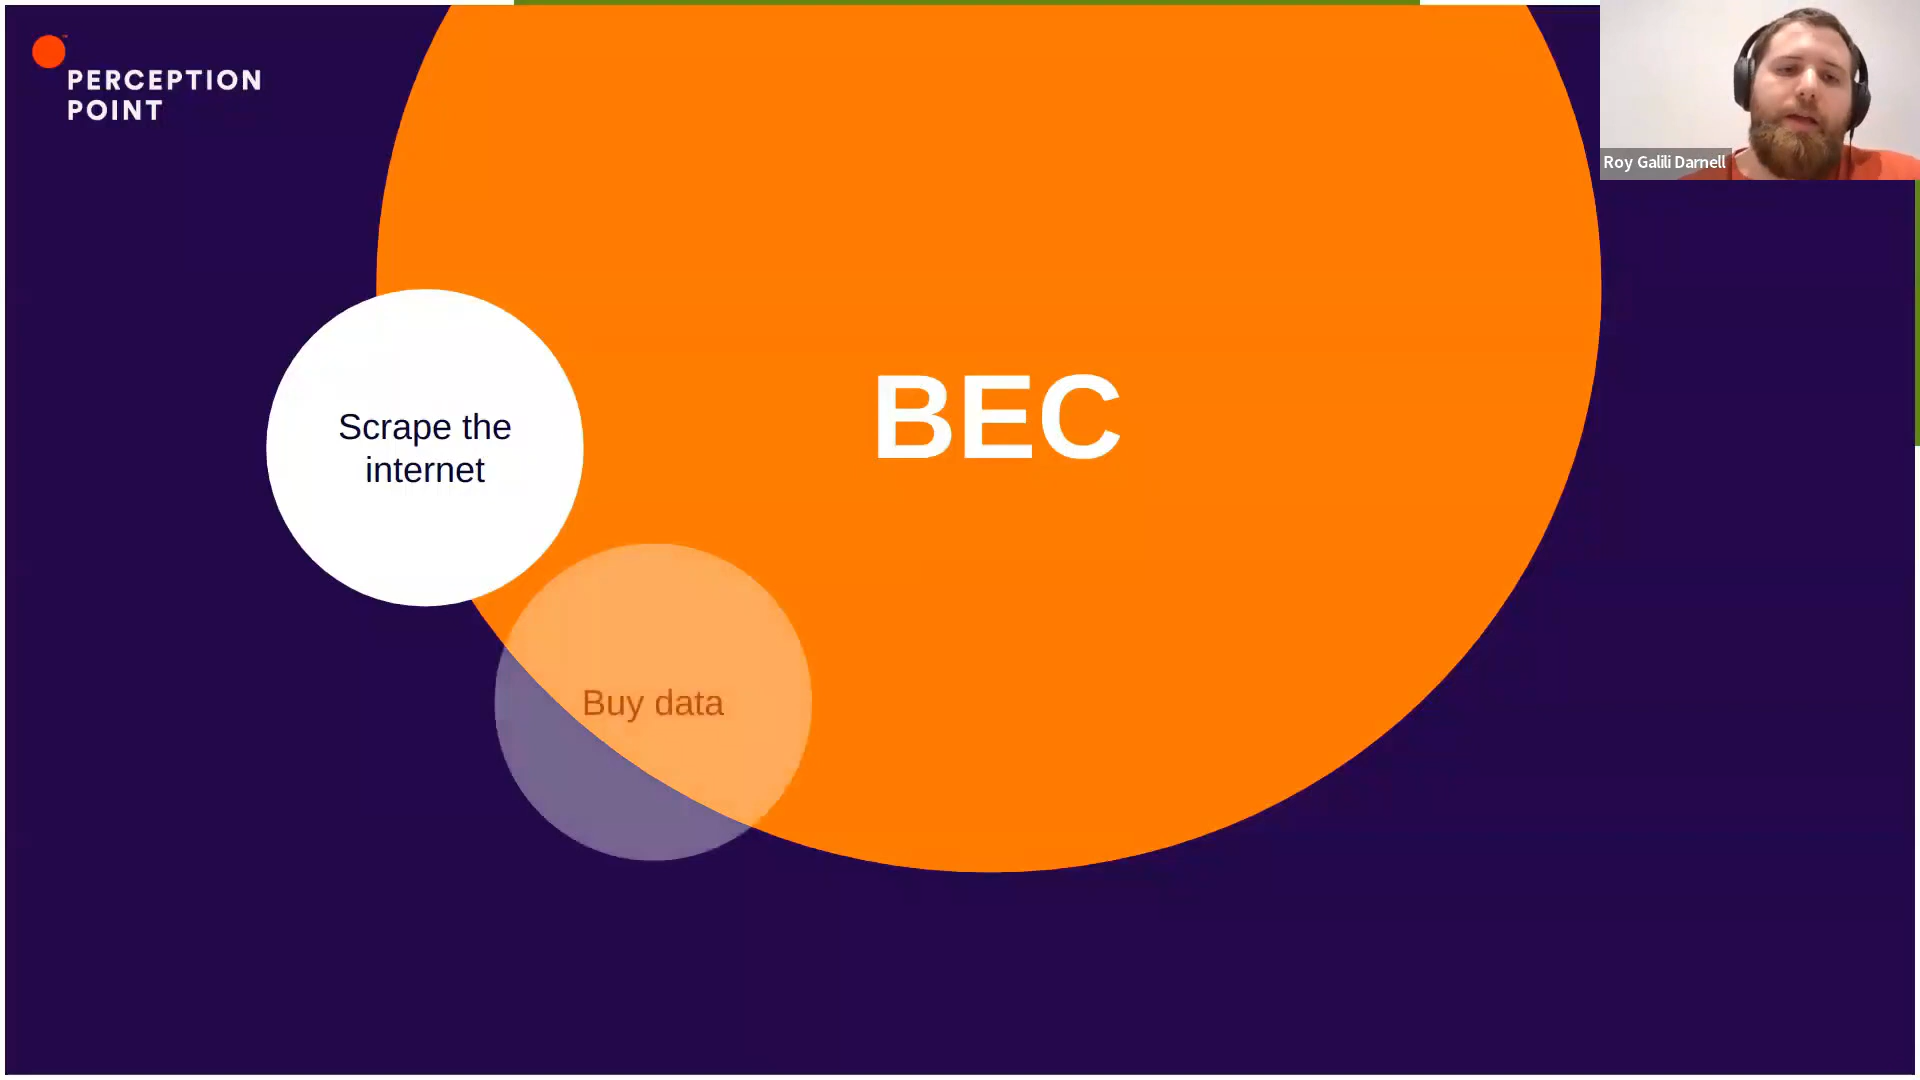 PERCEPTION
POINT
Roy Galili Darnell
BEC
Scrape the
internet
Buy data